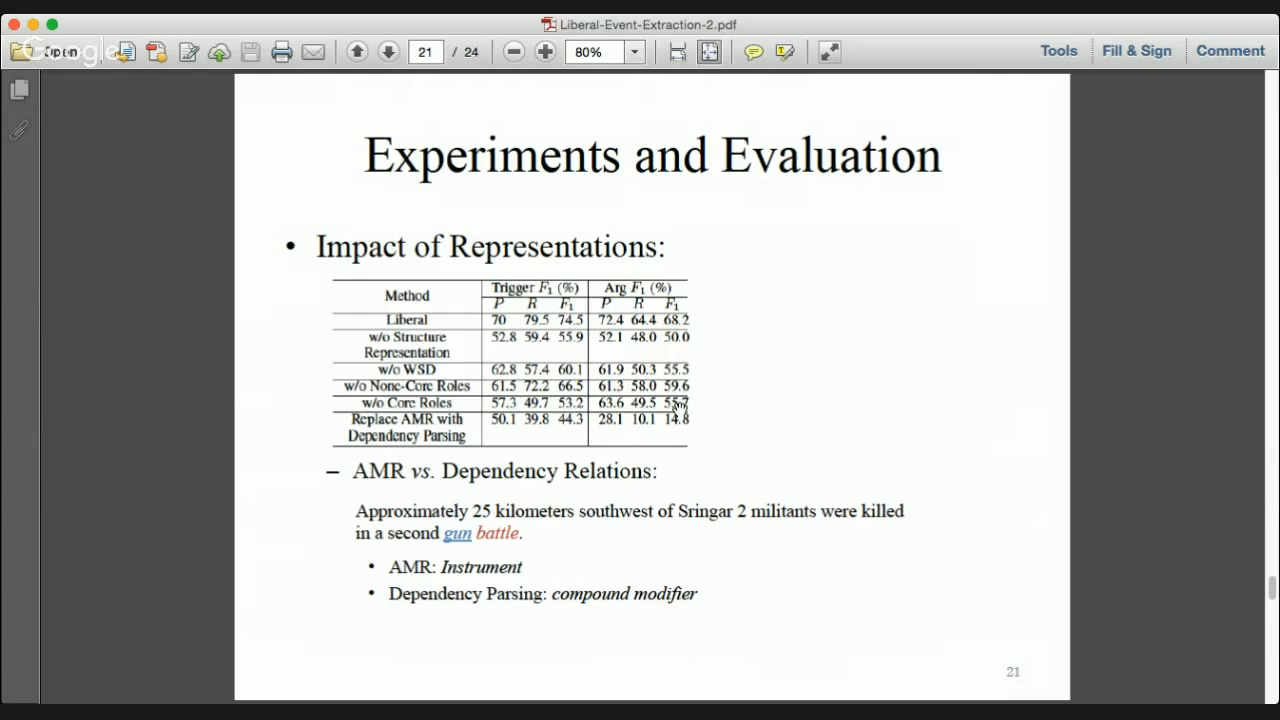 Liberal-Event-Extraction-2.pdf
Open
Google
21 / 24
80%
Tools
Fill & Sign
Comment
Experiments and Evaluation
• Impact of Representations:
Method Trigger F1 (%) Arg F1 (%)
P R F1 P R F1
Liberal 70 79.5 74.5 72.4 64.4 68.2
w/o Structure Representation 52.8 59.4 55.9 52.1 48.0 50.0
w/o WSD 62.8 57.4 60.1 61.9 50.3 55.5
w/o None-Core Roles 61.5 72.2 66.5 61.3 58.0 59.6
w/o Core Roles 57.3 49.7 53.2 63.6 49.5
Replace AMR with Dependency Parsing 50.1 39.8 44.3 28.1 10.1 14.8
– AMR vs. Dependency Relations:
Approximately 25 kilometers southwest of Sringar 2 militants were killed
in a second gun battle.
• AMR: Instrument
• Dependency Parsing: compound modifier
21